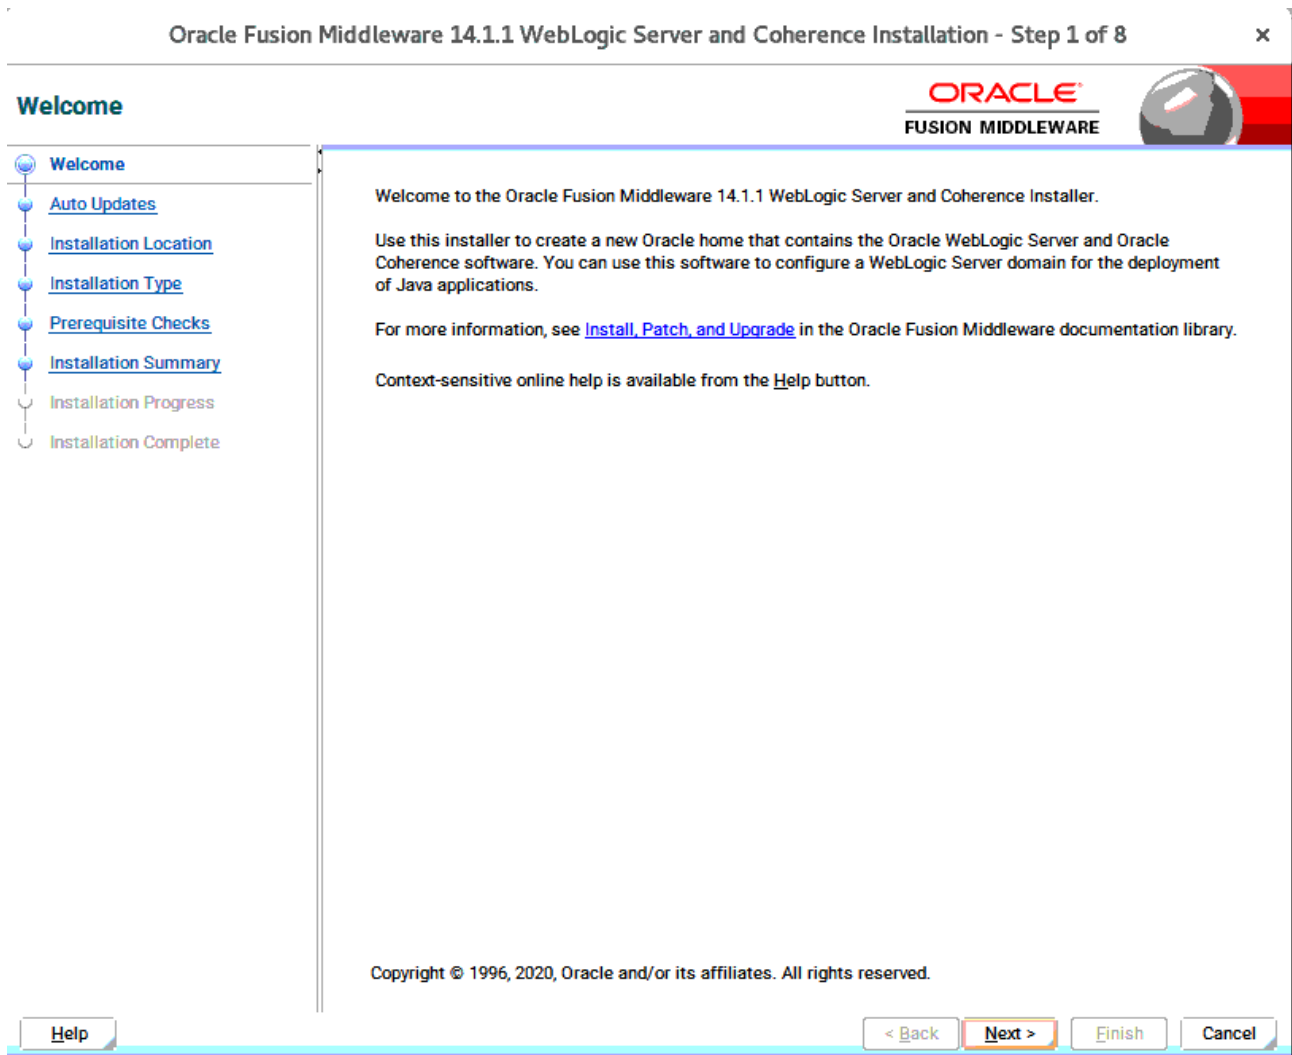 Oracle Fusion Middleware 14.1.1 WebLogic Server and Coherence Installation - Step 1 of 8
Welcome
ORACLE
FUSION MIDDLEWARE
Welcome
Auto Updates
Installation Location
Installation Type
Prerequisite Checks
Installation Summary
Installation Progress
Installation Complete
Welcome to the Oracle Fusion Middleware 14.1.1 WebLogic Server and Coherence Installer.
Use this installer to create a new Oracle home that contains the Oracle WebLogic Server and Oracle
Coherence software. You can use this software to configure a WebLogic Server domain for the deployment
of Java applications.
For more information, see Install, Patch, and Upgrade in the Oracle Fusion Middleware documentation library.
Context-sensitive online help is available from the Help button.
Copyright © 1996, 2020, Oracle and/or its affiliates. All rights reserved.
Help
< Back
Next >
Finish
Cancel